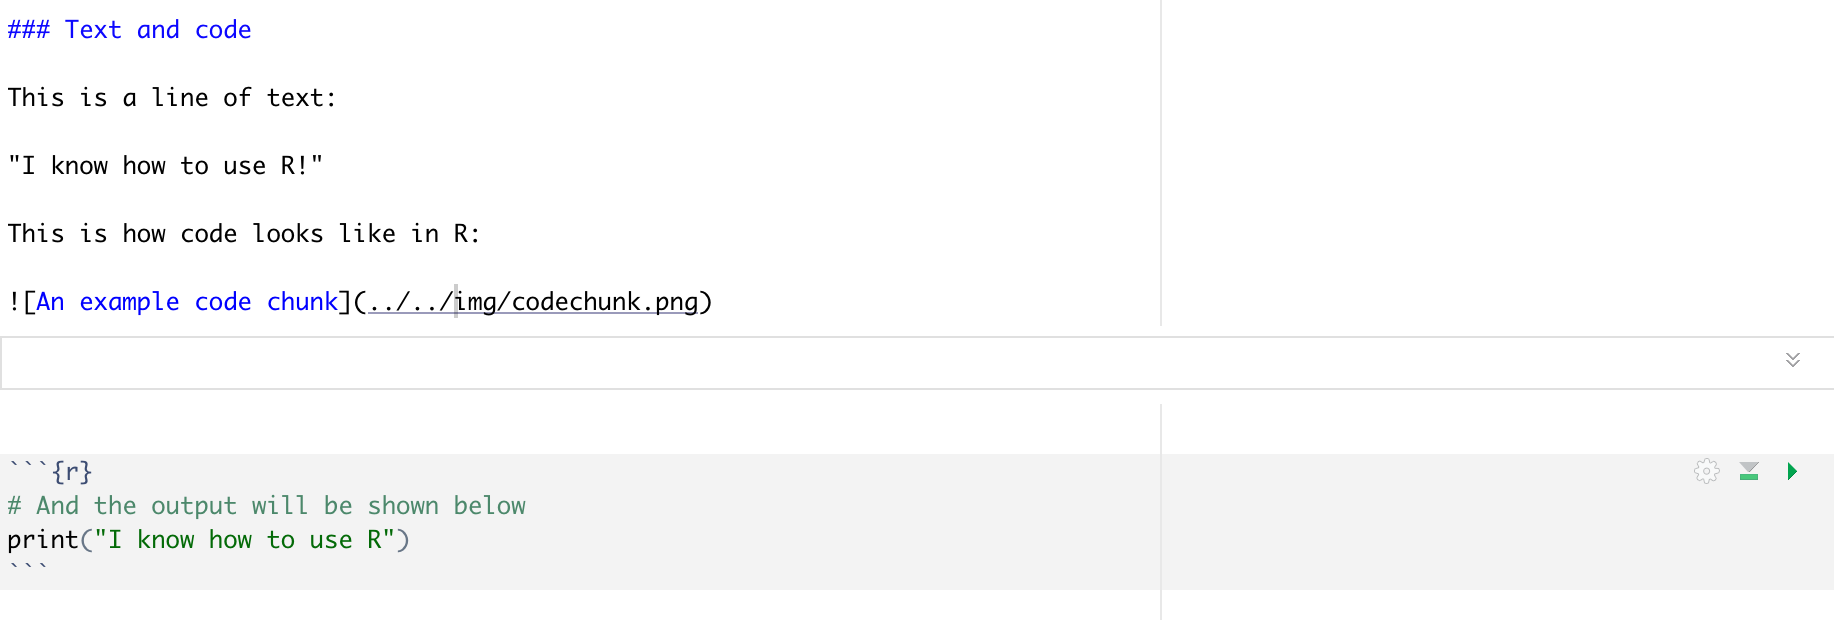 ### Text and code
This is a line of text:
"I know how to use R!"
This is how code looks like in R:
![An example code chunk](../../img/codechunk.png)
```{r}
# And the output will be shown below
print("I know how to use R")
```